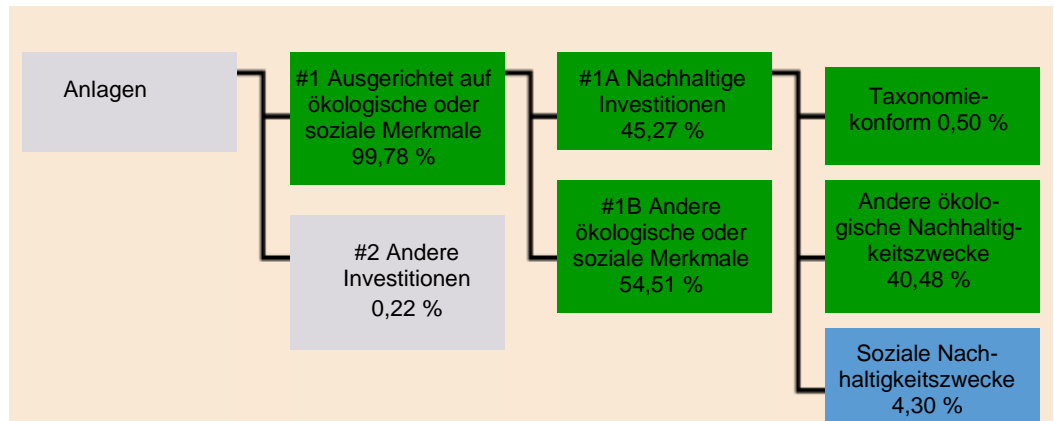 Anlagen
#1 Ausgerichtet auf
ökologische oder
soziale Merkmale
99,78 %
#2 Andere
Investitionen
0,22 %
#1A Nachhaltige
Investitionen
45,27 %
#1B Andere
ökologische oder
soziale Merkmale
54,51 %
Taxonomie-
konform 0,50 %
Andere ökolo-
gische Nachhaltig-
keitszwecke
40,48 %
Soziale Nach-
haltigkeitszwecke
4,30 %